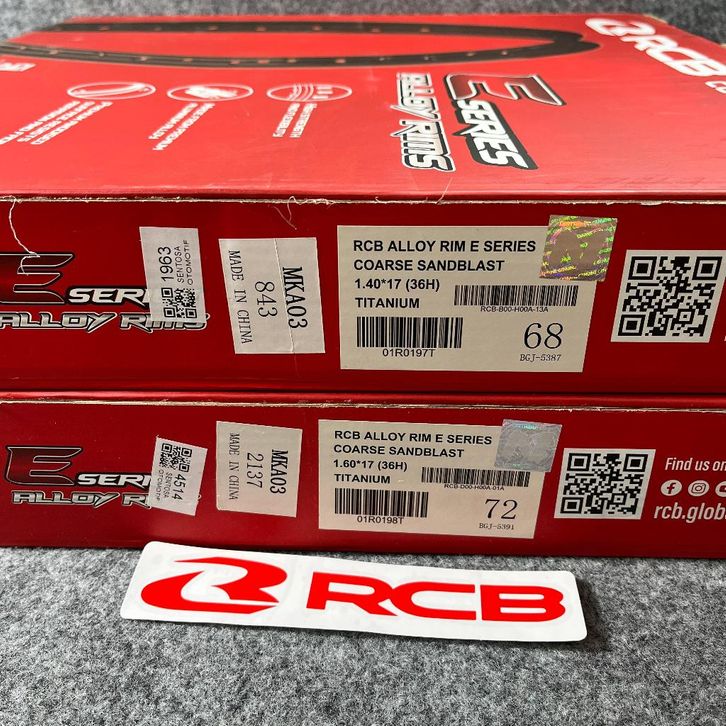 RCB
E SERIES
ALLOY RIMS
E SERIES
ALLOY RIMS
1963
SENTOSA
OTOMOTIF
MKA03
843
MADE IN CHINA
RCB ALLOY RIM E SERIES
COARSE SANDBLAST
1.40*17 (36H)
TITANIUM
RCB-B00-H00A-13A
01R0197T
68
BGJ-5387
E SERIES
ALLOY RIMS
4514
SENTOSA
OTOMOTIF
MKA03
2137
MADE IN CHINA
RCB ALLOY RIM E SERIES
COARSE SANDBLAST
1.60*17 (36H)
TITANIUM
RCB-D00-H00A-01A
01R0198T
72
BGJ-5391
Find us on
rcb.globa
RCB